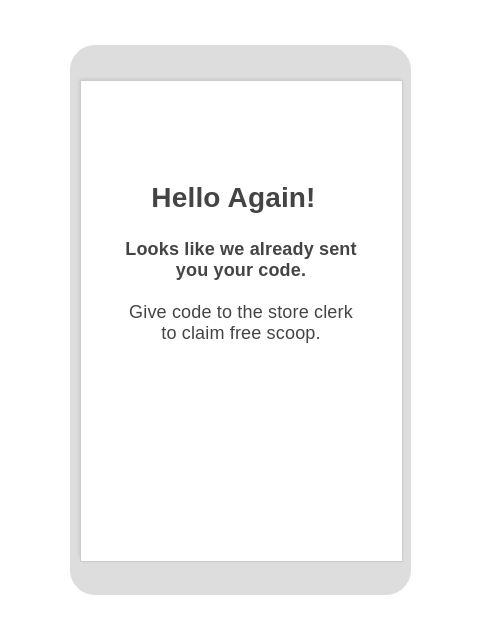 Hello Again!
Looks like we already sent
you your code.
Give code to the store clerk
to claim free scoop.